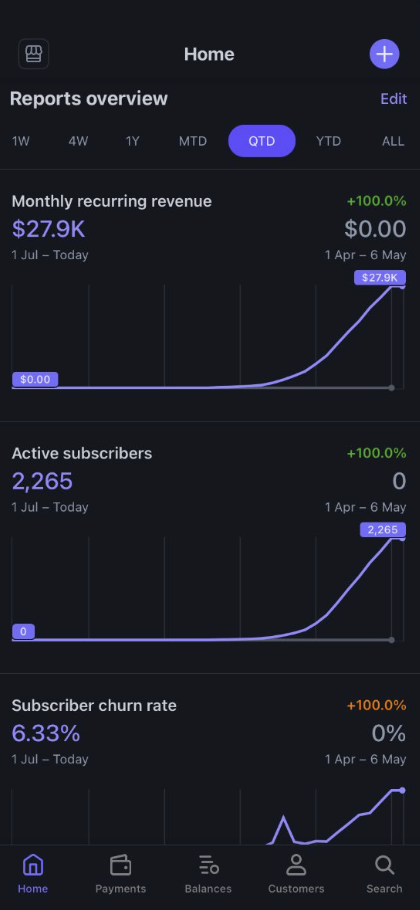 Home
Reports overview
Edit
1W 4W 1Y MTD QTD YTD ALL
Monthly recurring revenue +100.0%
$27.9K $0.00
1 Jul – Today 1 Apr – 6 May
$27.9K
$0.00
Active subscribers +100.0%
2,265 0
1 Jul – Today 1 Apr – 6 May
2,265
0
Subscriber churn rate +100.0%
6.33% 0%
1 Jul – Today 1 Apr – 6 May
Home Payments Balances Customers Search